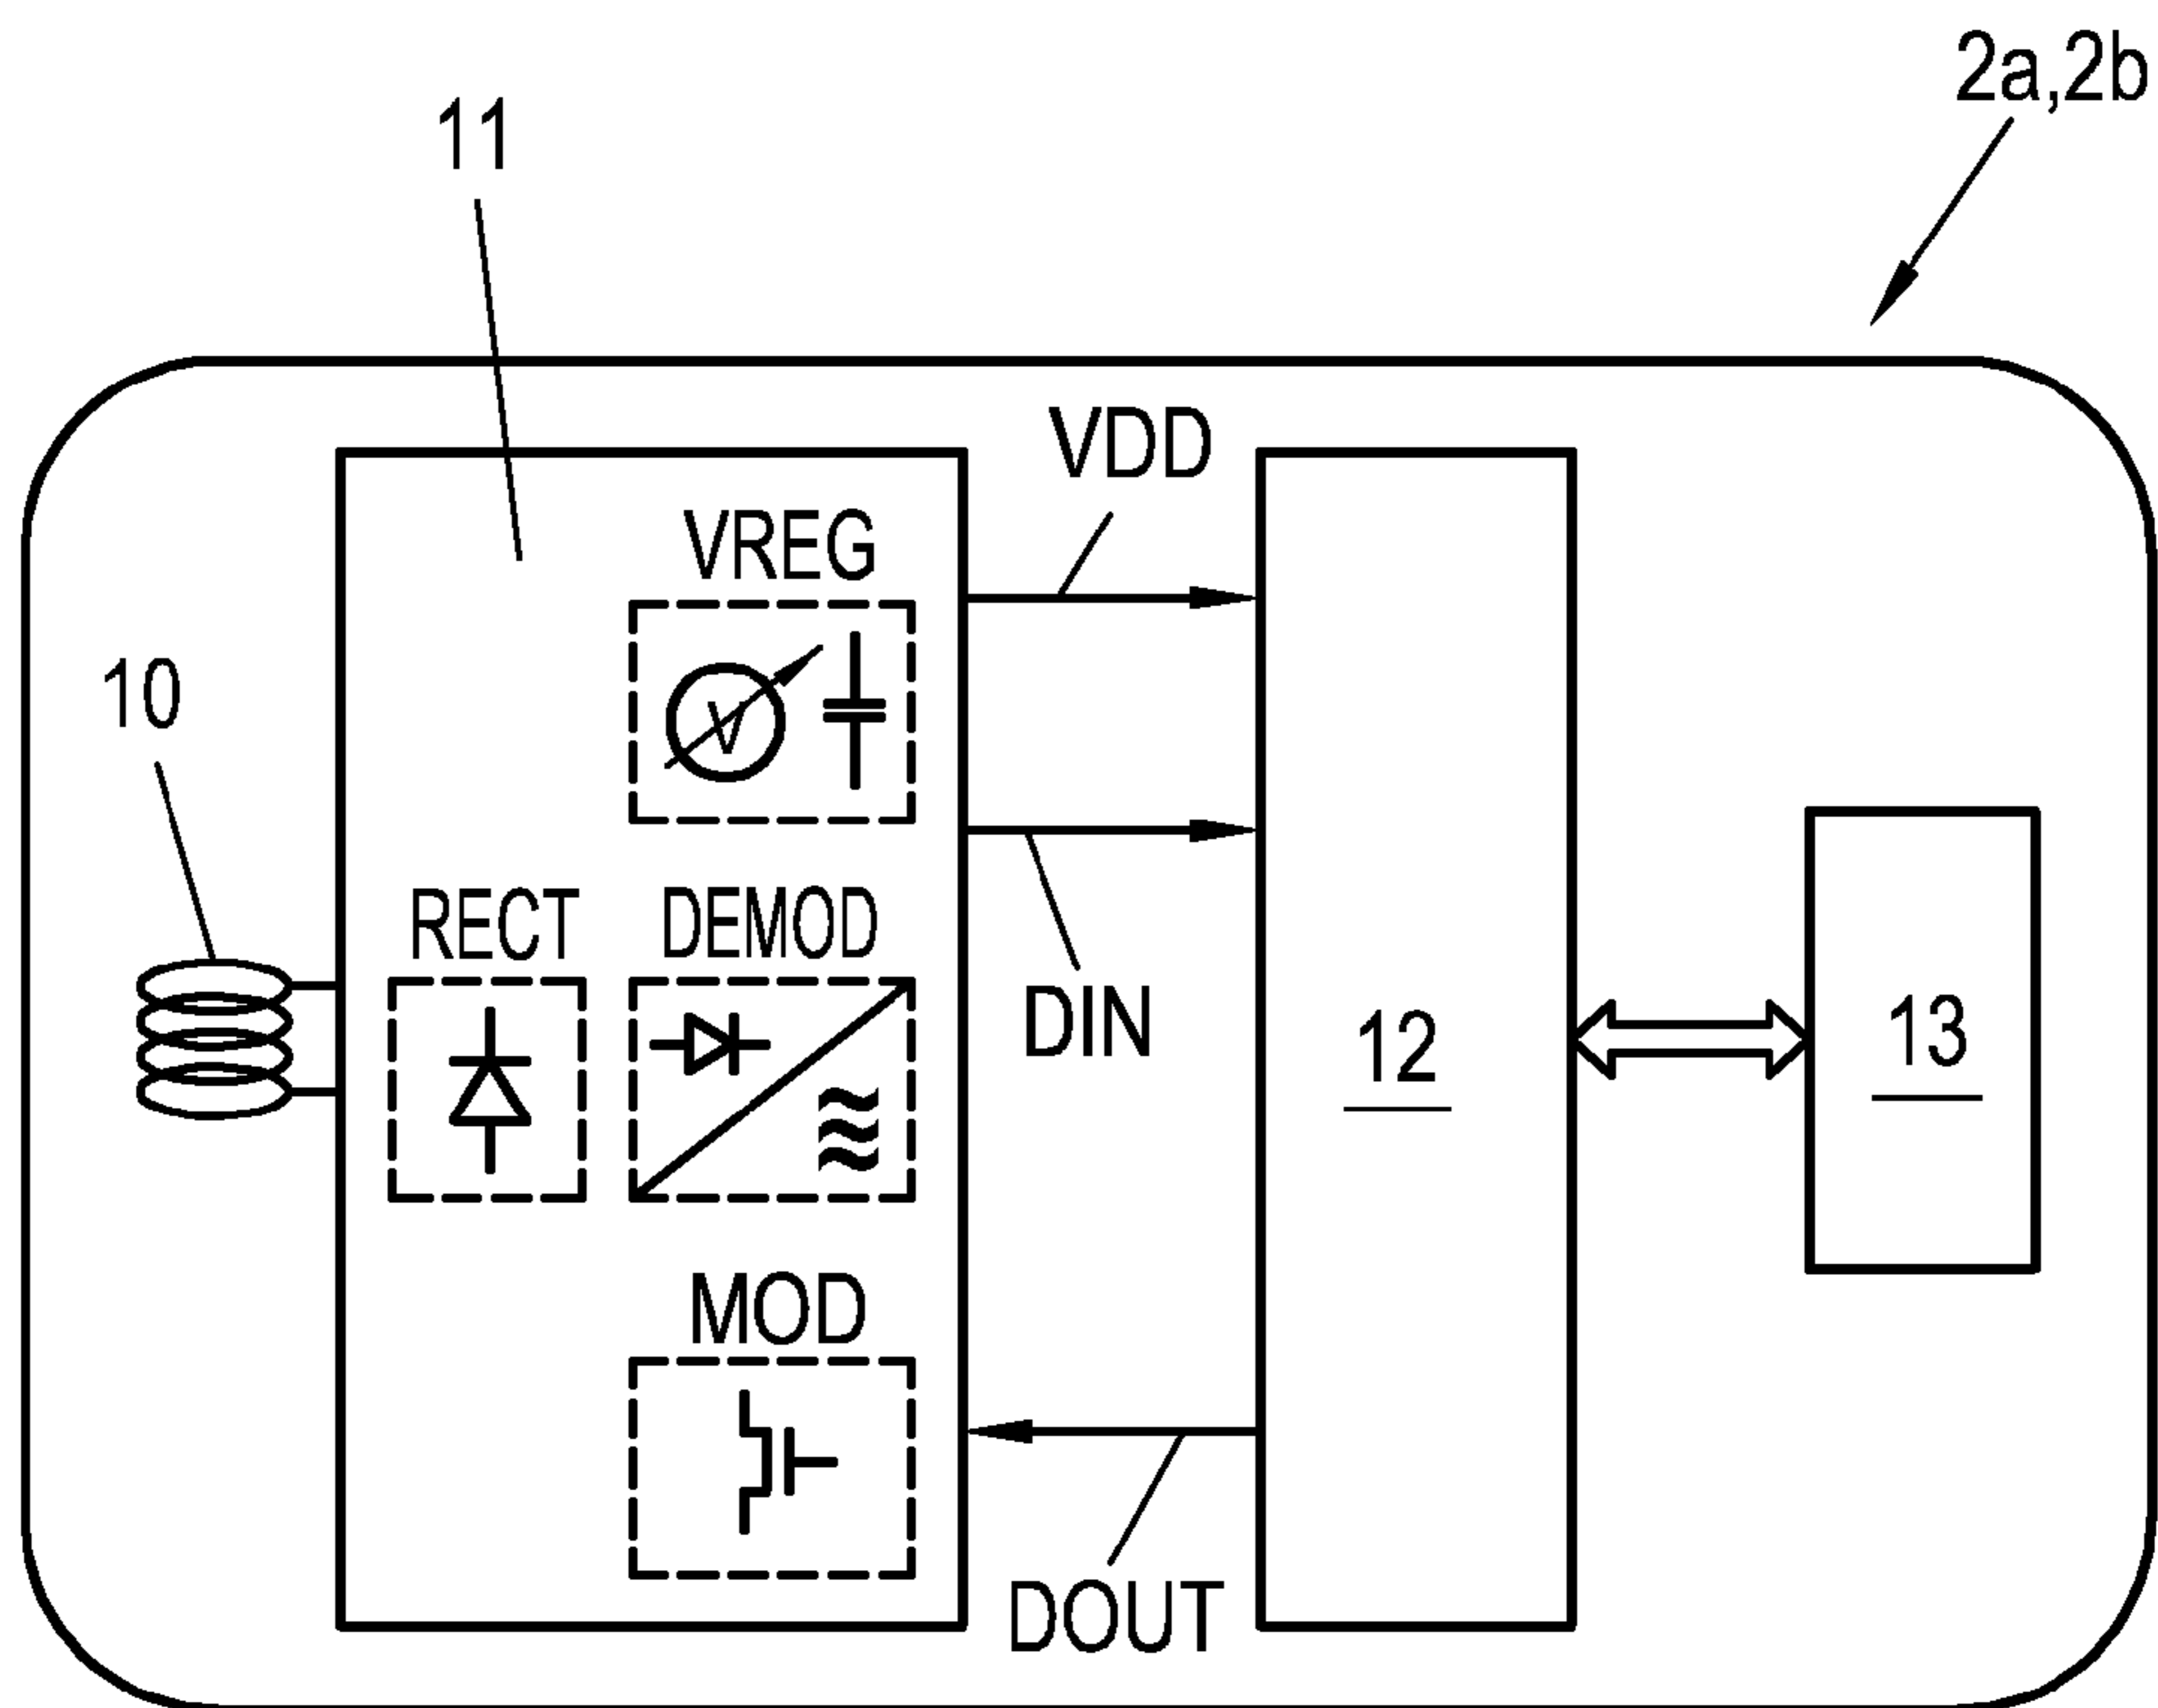 2a,2b
11
VDD
VREG
V
10
RECT
DEMOD
DIN
12
13
MOD
DOUT